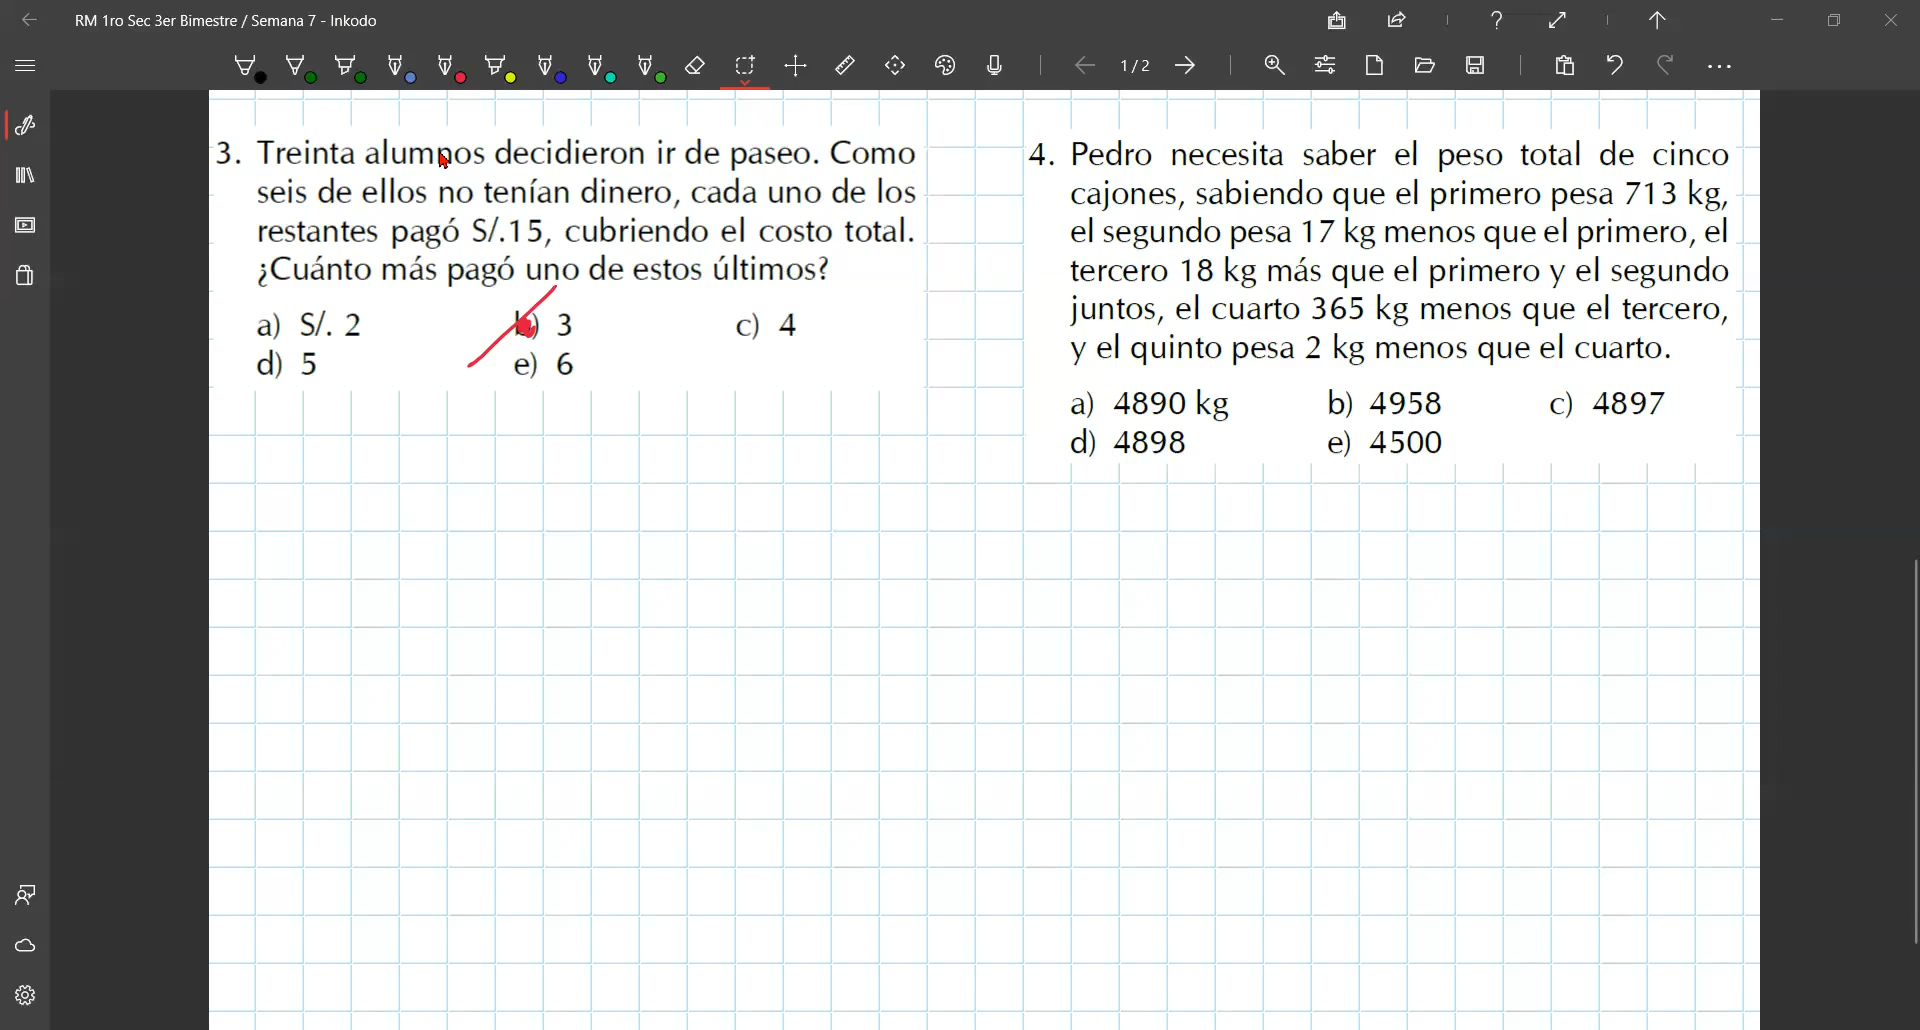 RM 1ro Sec 3er Bimestre / Semana 7 - Inkodo
1 / 2
3. Treinta alumnos decidieron ir de paseo. Como
seis de ellos no tenían dinero, cada uno de los
restantes pagó S/.15, cubriendo el costo total.
¿Cuánto más pagó uno de estos últimos?
a) S/. 2 b) 3 c) 4
d) 5 e) 6
4. Pedro necesita saber el peso total de cinco
cajones, sabiendo que el primero pesa 713 kg,
el segundo pesa 17 kg menos que el primero, el
tercero 18 kg más que el primero y el segundo
juntos, el cuarto 365 kg menos que el tercero,
y el quinto pesa 2 kg menos que el cuarto.
a) 4890 kg b) 4958 c) 4897
d) 4898 e) 4500